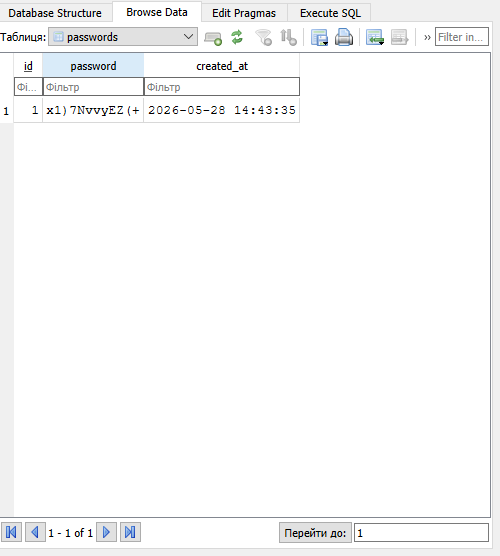 Database Structure Browse Data Edit Pragmas Execute SQL
Таблиця: passwords ›› Filter in...
id password created_at
Фі... Фільтр Фільтр
1 1 x1)7NvvyEZ(+ 2026-05-28 14:43:35
1 - 1 of 1 Перейти до: 1